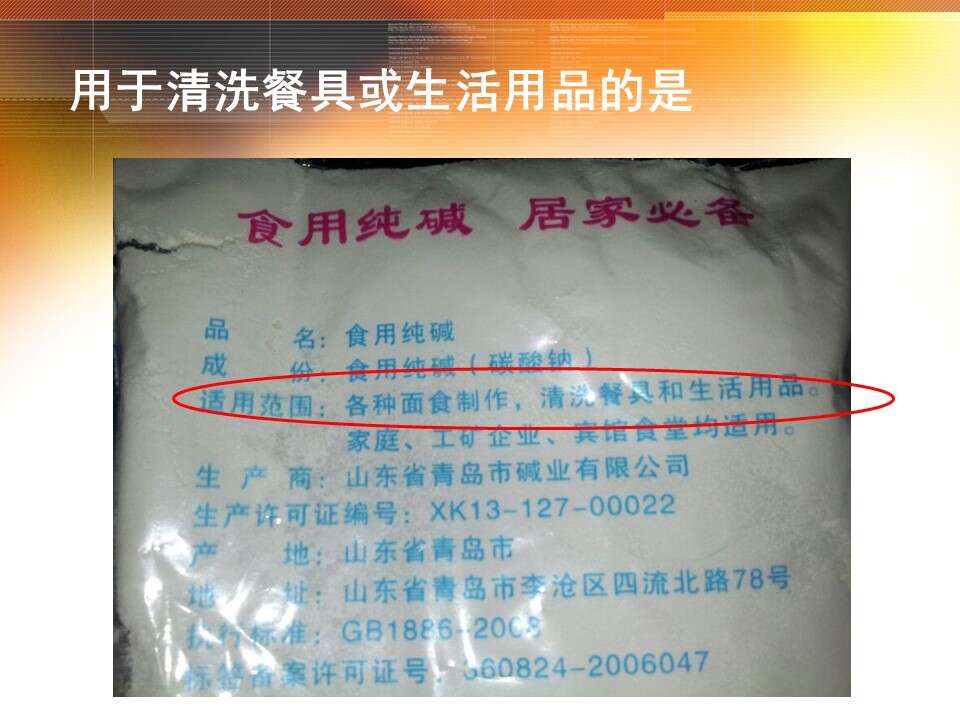 用于清洗餐具或生活用品的是
食用纯碱 居家必备
品 名：食用纯碱
成 份：食用纯碱（碳酸钠）
适用范围：各种面食制作，清洗餐具和生活用品。
家庭、工矿企业、宾馆食堂均适用。
生 产 商：山东省青岛市碱业有限公司
生产许可证编号：XK13-127-00022
产 地：山东省青岛市
地 址：山东省青岛市李沧区四流北路78号
执行标准：GB1886-2008
标签备案许可证号：360824-2006047